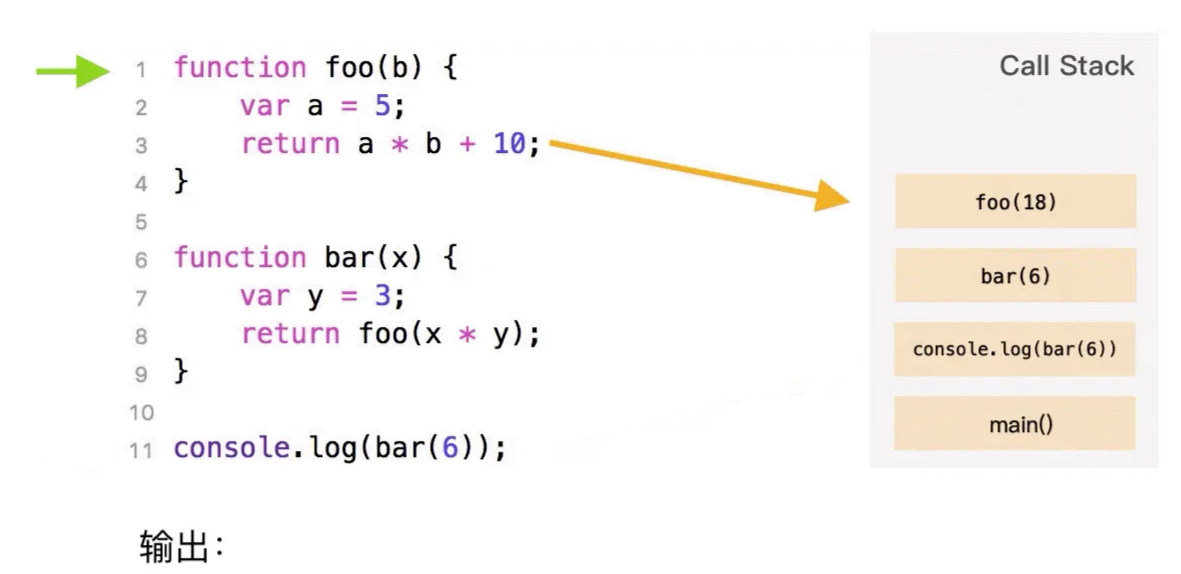 1 function foo(b) {
2 var a = 5;
3 return a * b + 10;
4 }
5
6 function bar(x) {
7 var y = 3;
8 return foo(x * y);
9 }
10
11 console.log(bar(6));
输出:
Call Stack
foo(18)
bar(6)
console.log(bar(6))
main()